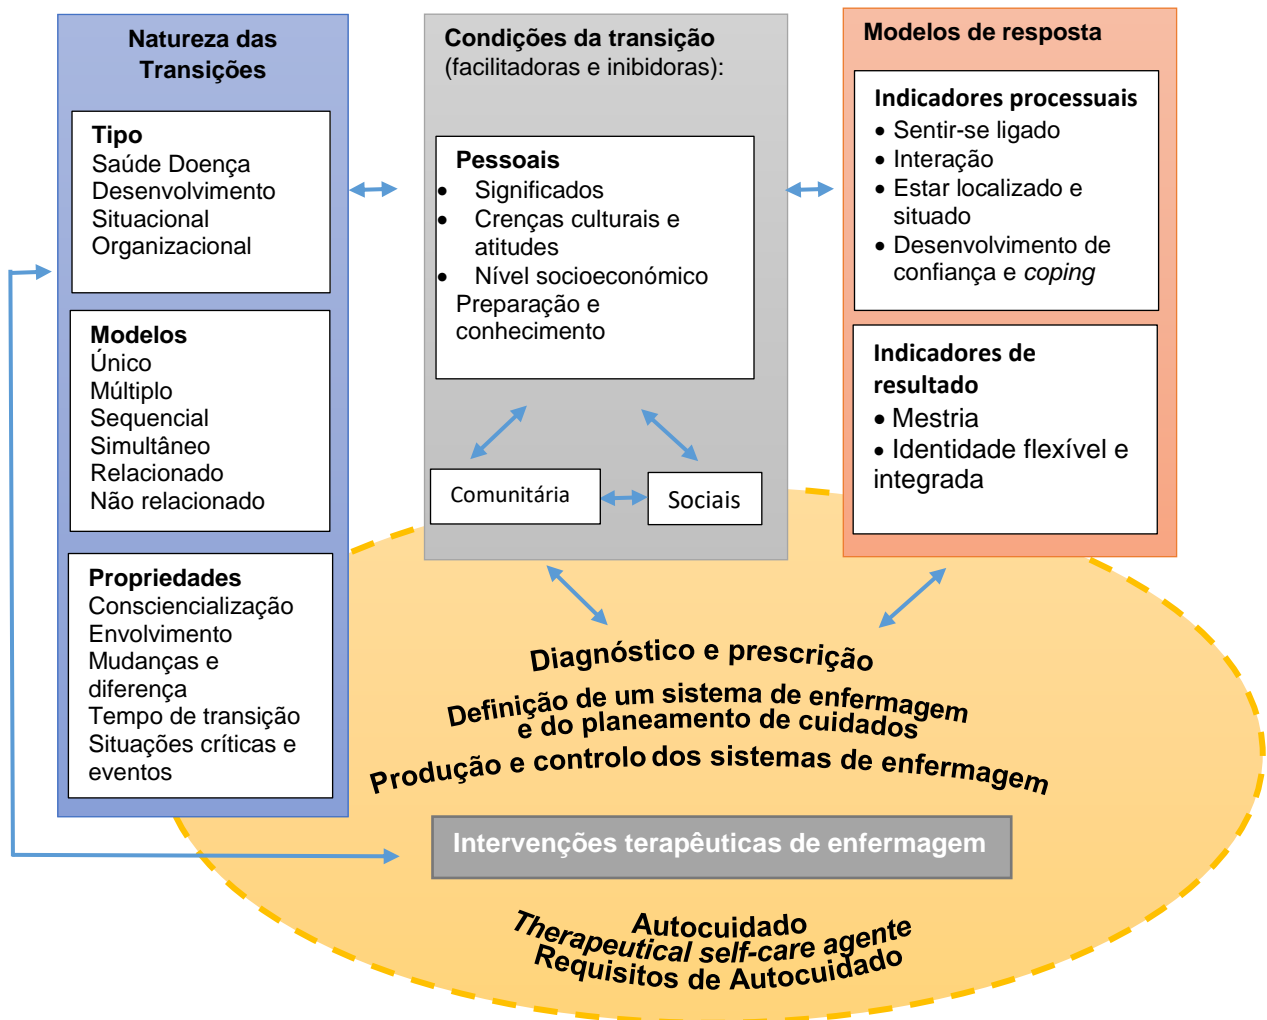 Natureza das
Transições
Tipo
Saúde Doença
Desenvolvimento
Situacional
Organizacional
Modelos
Único
Múltiplo
Sequencial
Simultâneo
Relacionado
Não relacionado
Propriedades
Consciencialização
Envolvimento
Mudanças e
diferença
Tempo de transição
Situações críticas e
eventos
Condições da transição
(facilitadoras e inibidoras):
Pessoais
• Significados
• Crenças culturais e
atitudes
• Nível socioeconómico
Preparação e
conhecimento
Comunitária
Sociais
Modelos de resposta
Indicadores processuais
• Sentir-se ligado
• Interação
• Estar localizado e
situado
• Desenvolvimento de
confiança e coping
Indicadores de
resultado
• Mestria
• Identidade flexível e
integrada
Diagnóstico e prescrição
Definição de um sistema de enfermagem
e do planeamento de cuidados
Produção e controlo dos sistemas de enfermagem
Intervenções terapêuticas de enfermagem
Autocuidado
Therapeutical self-care agente
Requisitos de Autocuidado